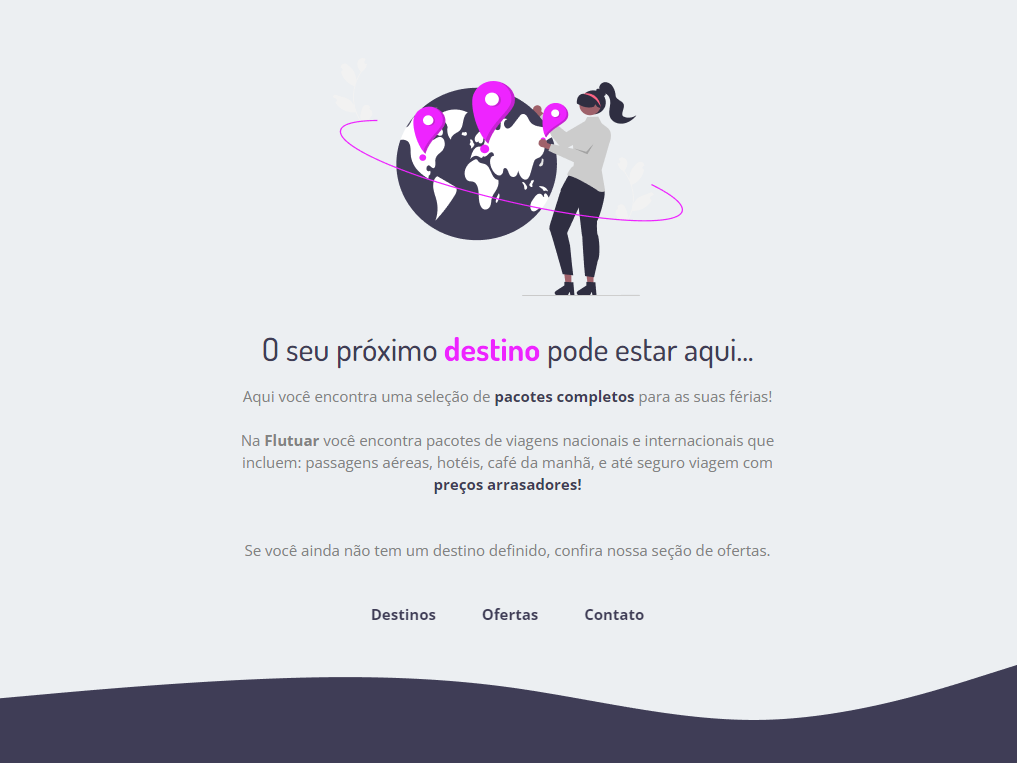 O seu próximo destino pode estar aqui...
Aqui você encontra uma seleção de pacotes completos para as suas férias!
Na Flutuar você encontra pacotes de viagens nacionais e internacionais que
incluem: passagens aéreas, hotéis, café da manhã, e até seguro viagem com
preços arrasadores!
Se você ainda não tem um destino definido, confira nossa seção de ofertas.
Destinos Ofertas Contato